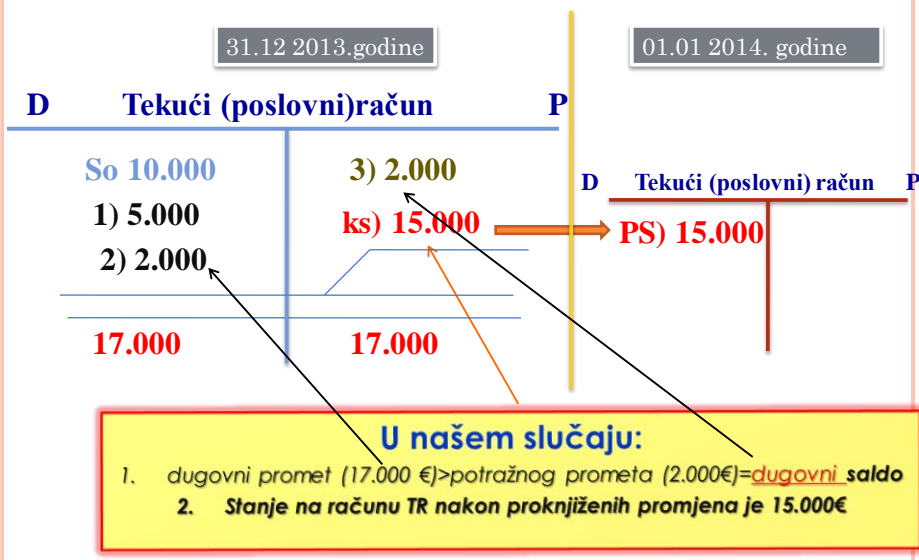 31.12 2013.godine
01.01 2014. godine
D Tekući (poslovni)račun P
So 10.000
1) 5.000
2) 2.000
3) 2.000
ks) 15.000
17.000
17.000
D Tekući (poslovni) račun P
PS) 15.000
U našem slučaju:
1. dugovni promet (17.000 €)>potražnog prometa (2.000€)=dugovni saldo
2. Stanje na računu TR nakon proknjiženih promjena je 15.000€